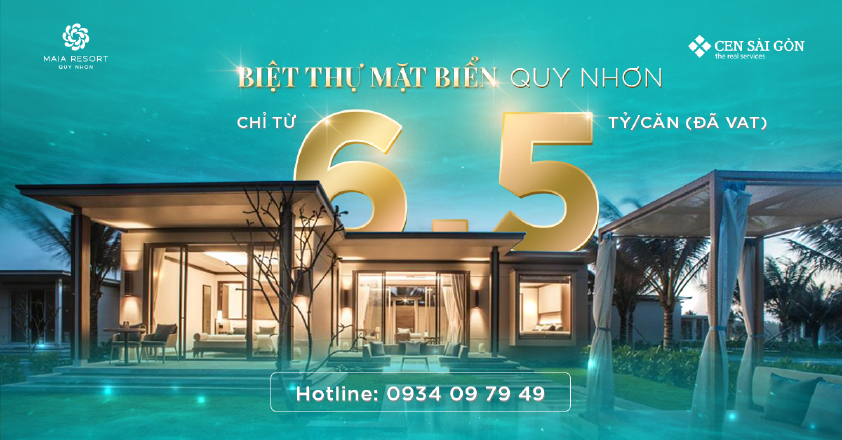 MAIA RESORT
QUY NHƠN
CEN SÀI GÒN
the real services
BIỆT THỰ MẶT BIỂN QUY NHƠN
CHỈ TỪ 6.5 TỶ/CĂN (ĐÃ VAT)
Hotline: 0934 09 79 49